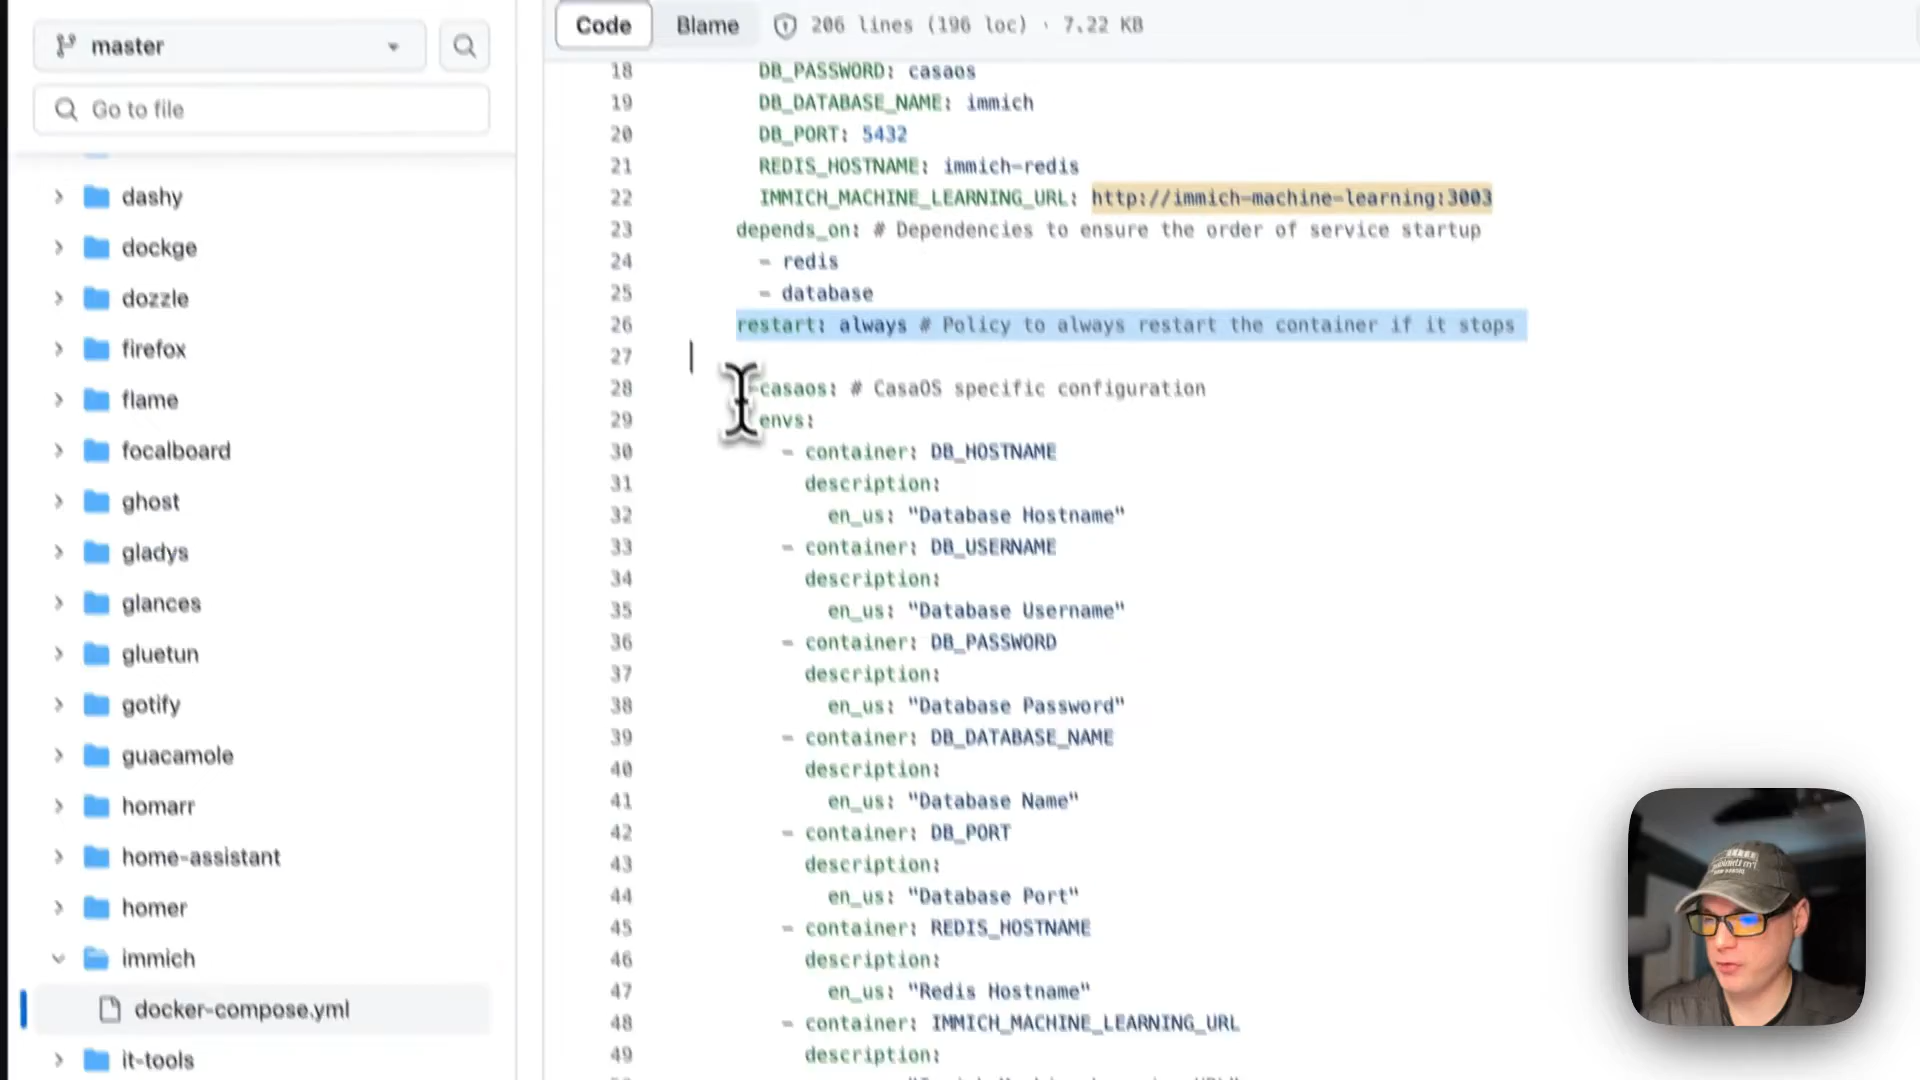 master
Go to file
dashy
dockge
dozzle
firefox
flame
focalboard
ghost
gladys
glances
gluetun
gotify
guacamole
homarr
home-assistant
homer
immich
docker-compose.yml
it-tools
Code Blame 206 lines (196 loc) · 7.22 KB
18 DB_PASSWORD: casaos
19 DB_DATABASE_NAME: immich
20 DB_PORT: 5432
21 REDIS_HOSTNAME: immich-redis
22 IMMICH_MACHINE_LEARNING_URL: http://immich-machine-learning:3003
23 depends_on: # Dependencies to ensure the order of service startup
24 - redis
25 - database
26 restart: always # Policy to always restart the container if it stops
27
28 -casaos: # CasaOS specific configuration
29 envs:
30 - container: DB_HOSTNAME
31 description:
32 en_us: "Database Hostname"
33 - container: DB_USERNAME
34 description:
35 en_us: "Database Username"
36 - container: DB_PASSWORD
37 description:
38 en_us: "Database Password"
39 - container: DB_DATABASE_NAME
40 description:
41 en_us: "Database Name"
42 - container: DB_PORT
43 description:
44 en_us: "Database Port"
45 - container: REDIS_HOSTNAME
46 description:
47 en_us: "Redis Hostname"
48 - container: IMMICH_MACHINE_LEARNING_URL
49 description: